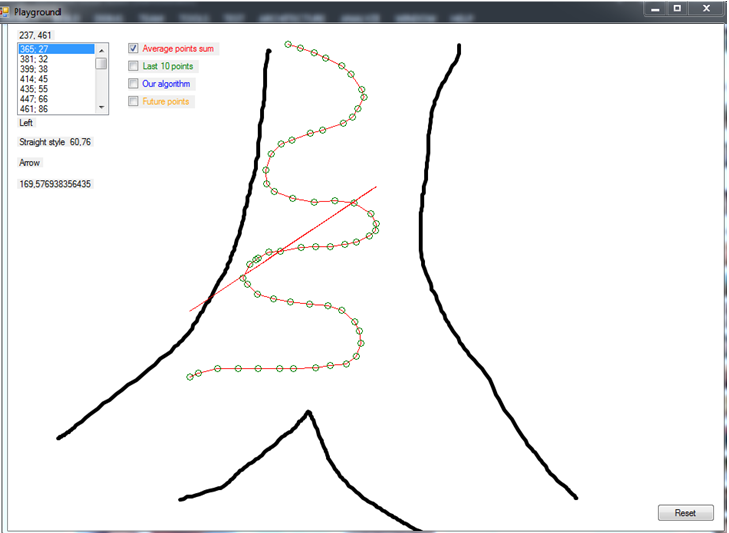 Playground
237, 461
365; 27
381; 32
399; 38
414; 45
435; 55
447; 66
461; 86
Average points sum
Last 10 points
Our algorithm
Future points
Left
Straight style 60,76
Arrow
169,576938356435
Reset